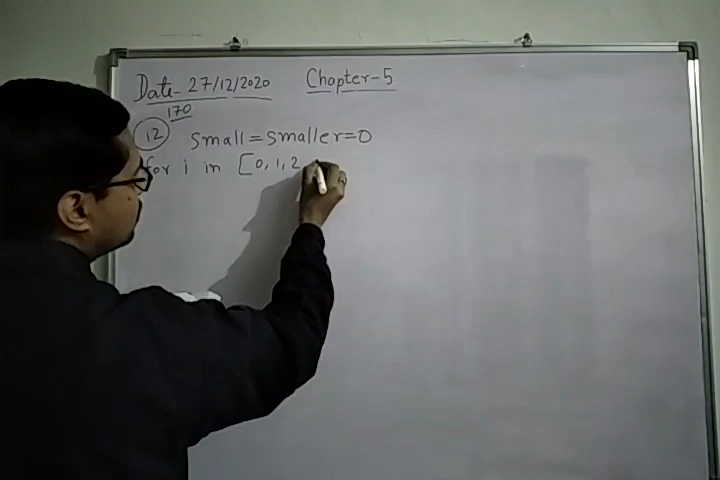 Date- 27/12/2020 Chapter-5
170
12 small=smaller=0
for i in [0,1,2,